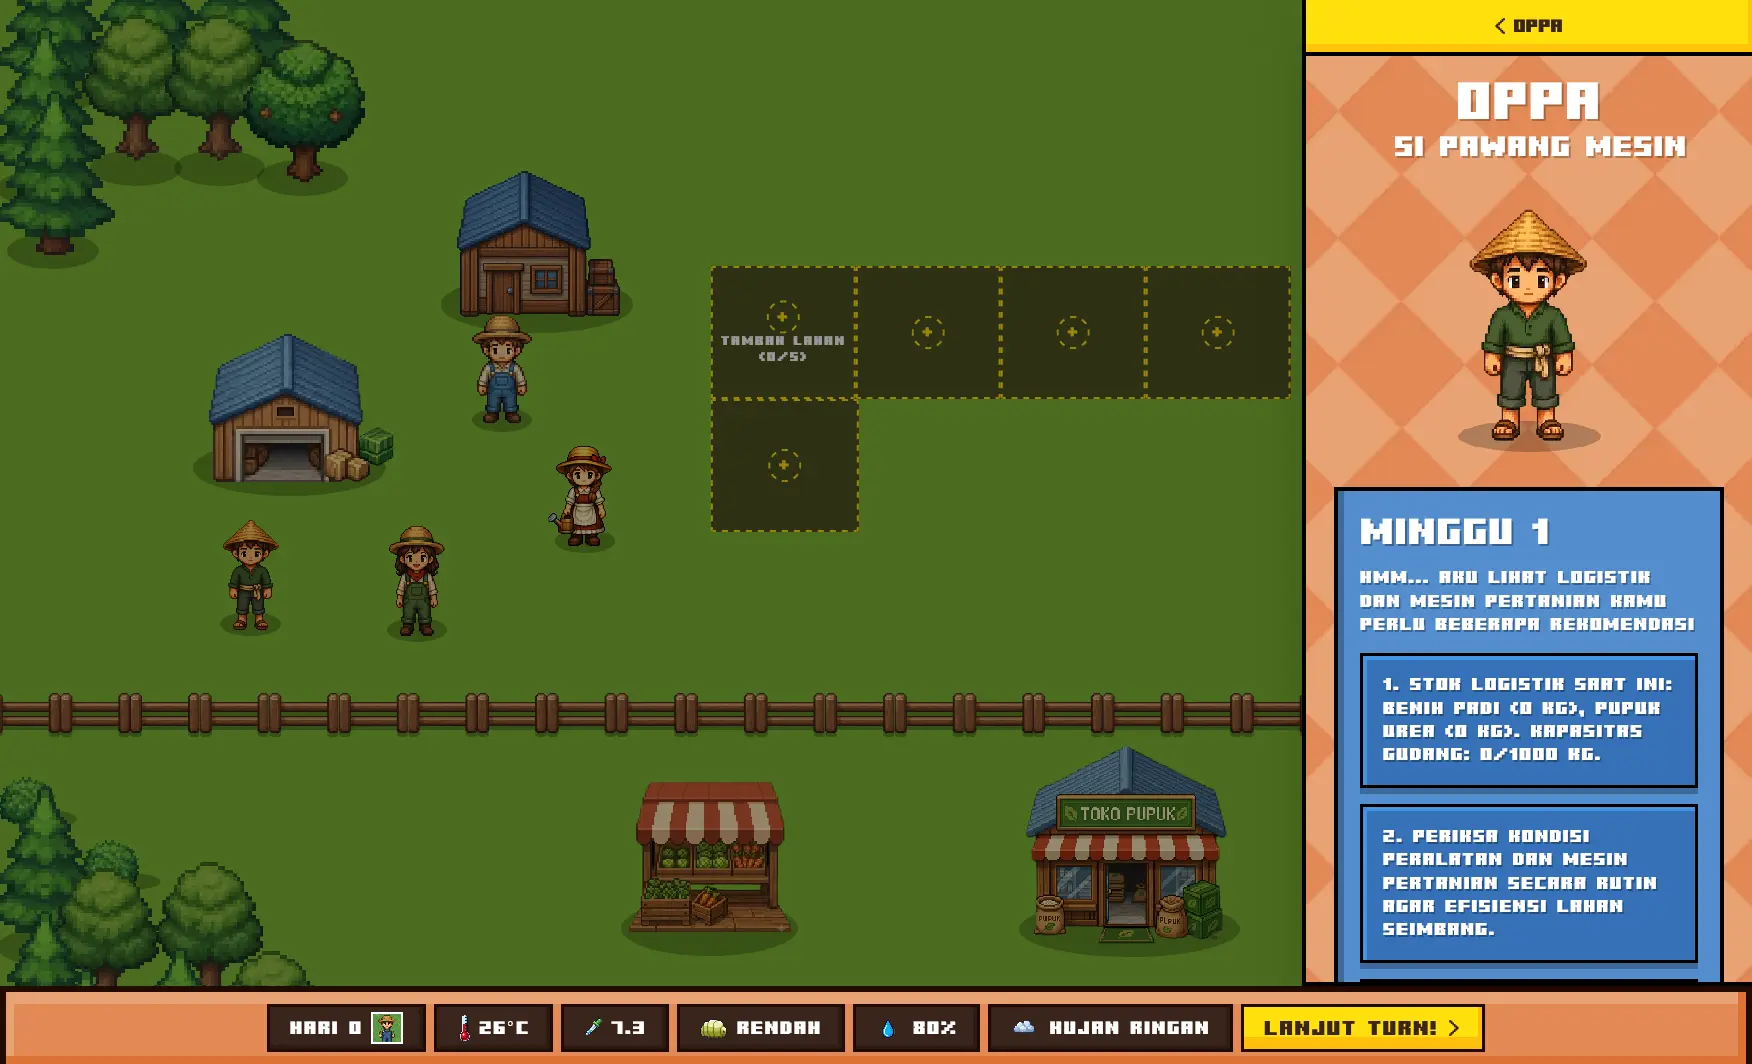 < OPPA
OPPA
SI PAWANG MESIN
TAMBAH LAHAN
(0/5)
MINGGU 1
HMM... AKU LIHAT LOGISTIK
DAN MESIN PERTANIAN KAMU
PERLU BEBERAPA REKOMENDASI
1. STOK LOGISTIK SAAT INI:
BENIH PADI (0 KG), PUPUK
UREA (0 KG). KAPASITAS
GUDANG: 0/1000 KG.
2. PERIKSA KONDISI
PERALATAN DAN MESIN
PERTANIAN SECARA RUTIN
AGAR EFISIENSI LAHAN
SEIMBANG.
TOKO PUPUK
PUPUK
PUPUK
HARI 0
26°C
7.3
RENDAH
80%
HUJAN RINGAN
LANJUT TURN! >